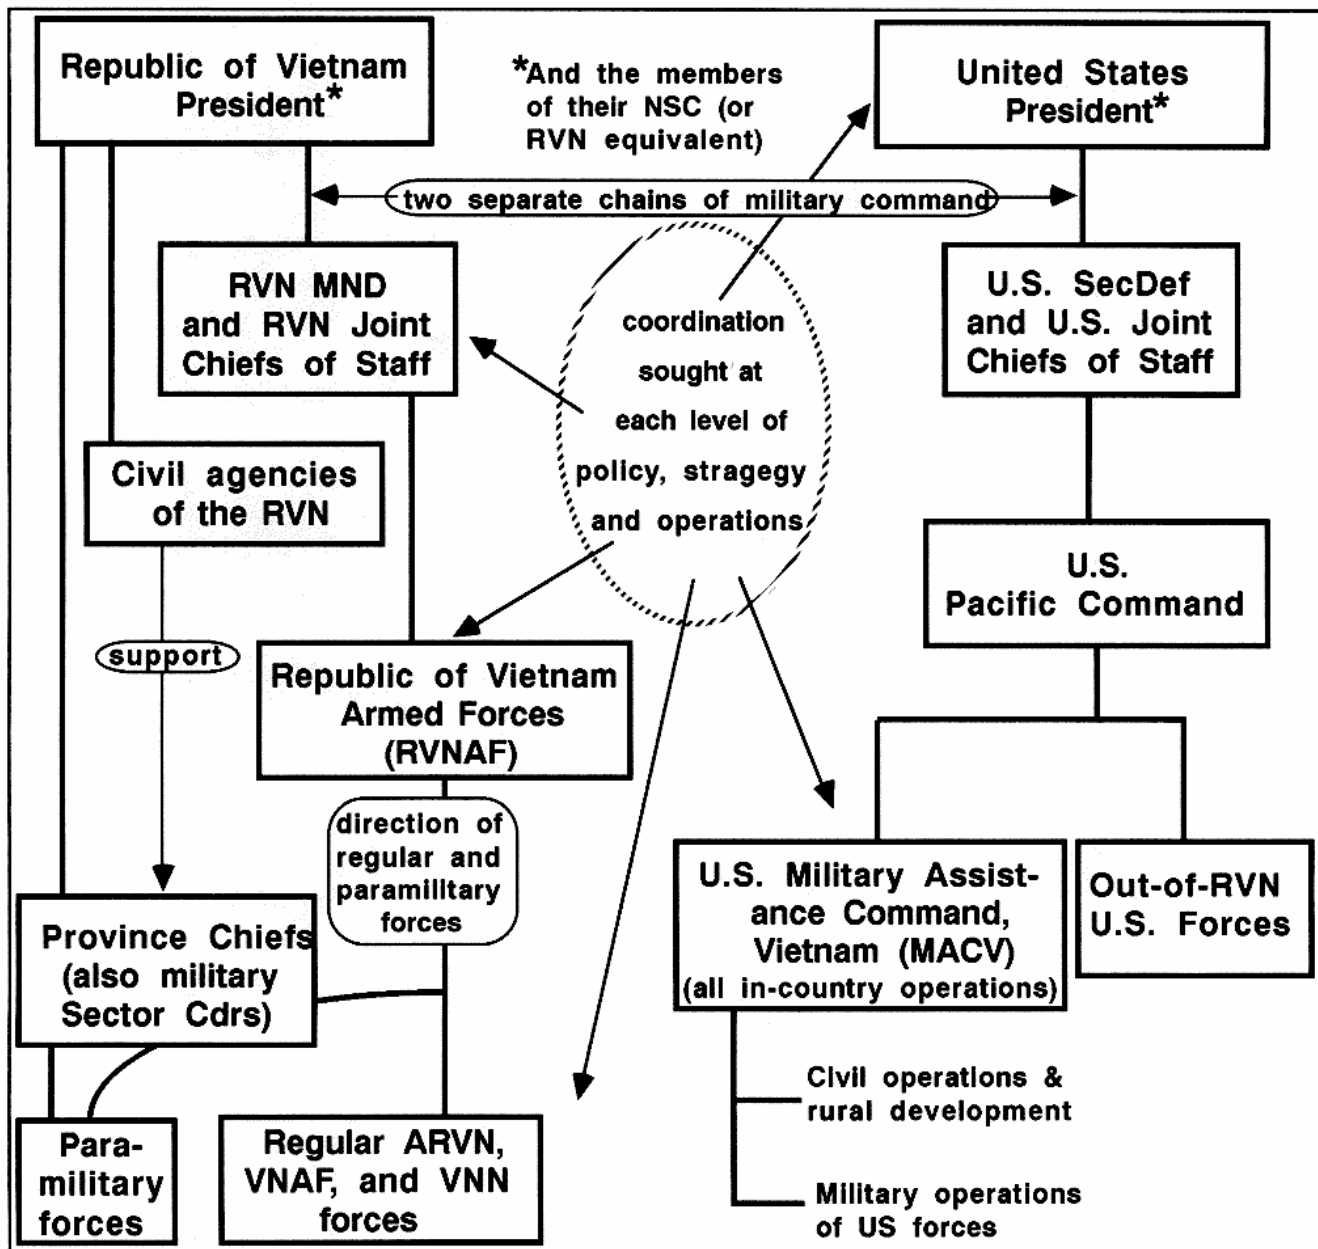 Republic of Vietnam
President*
*And the members
of their NSC (or
RVN equivalent)
United States
President*
two separate chains of military command
RVN MND
and RVN Joint
Chiefs of Staff
U.S. SecDef
and U.S. Joint
Chiefs of Staff
coordination
sought at
each level of
policy, stragegy
and operations
Civil agencies
of the RVN
U.S.
Pacific Command
support
Republic of Vietnam
Armed Forces
(RVNAF)
direction of
regular and
paramilitary
forces
U.S. Military Assist-
ance Command,
Vietnam (MACV)
(all in-country operations)
Out-of-RVN
U.S. Forces
Province Chiefs
(also military
Sector Cdrs)
Civil operations &
rural development
Para-
military
forces
Regular ARVN,
VNAF, and VNN
forces
Military operations
of US forces